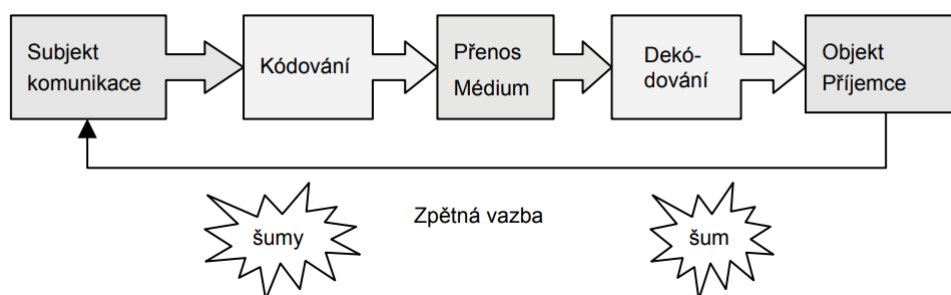 Subjekt
komunikace
Kódování
Přenos
Médium
Dekó-
dování
Objekt
Příjemce
Zpětná vazba
šumy
šum